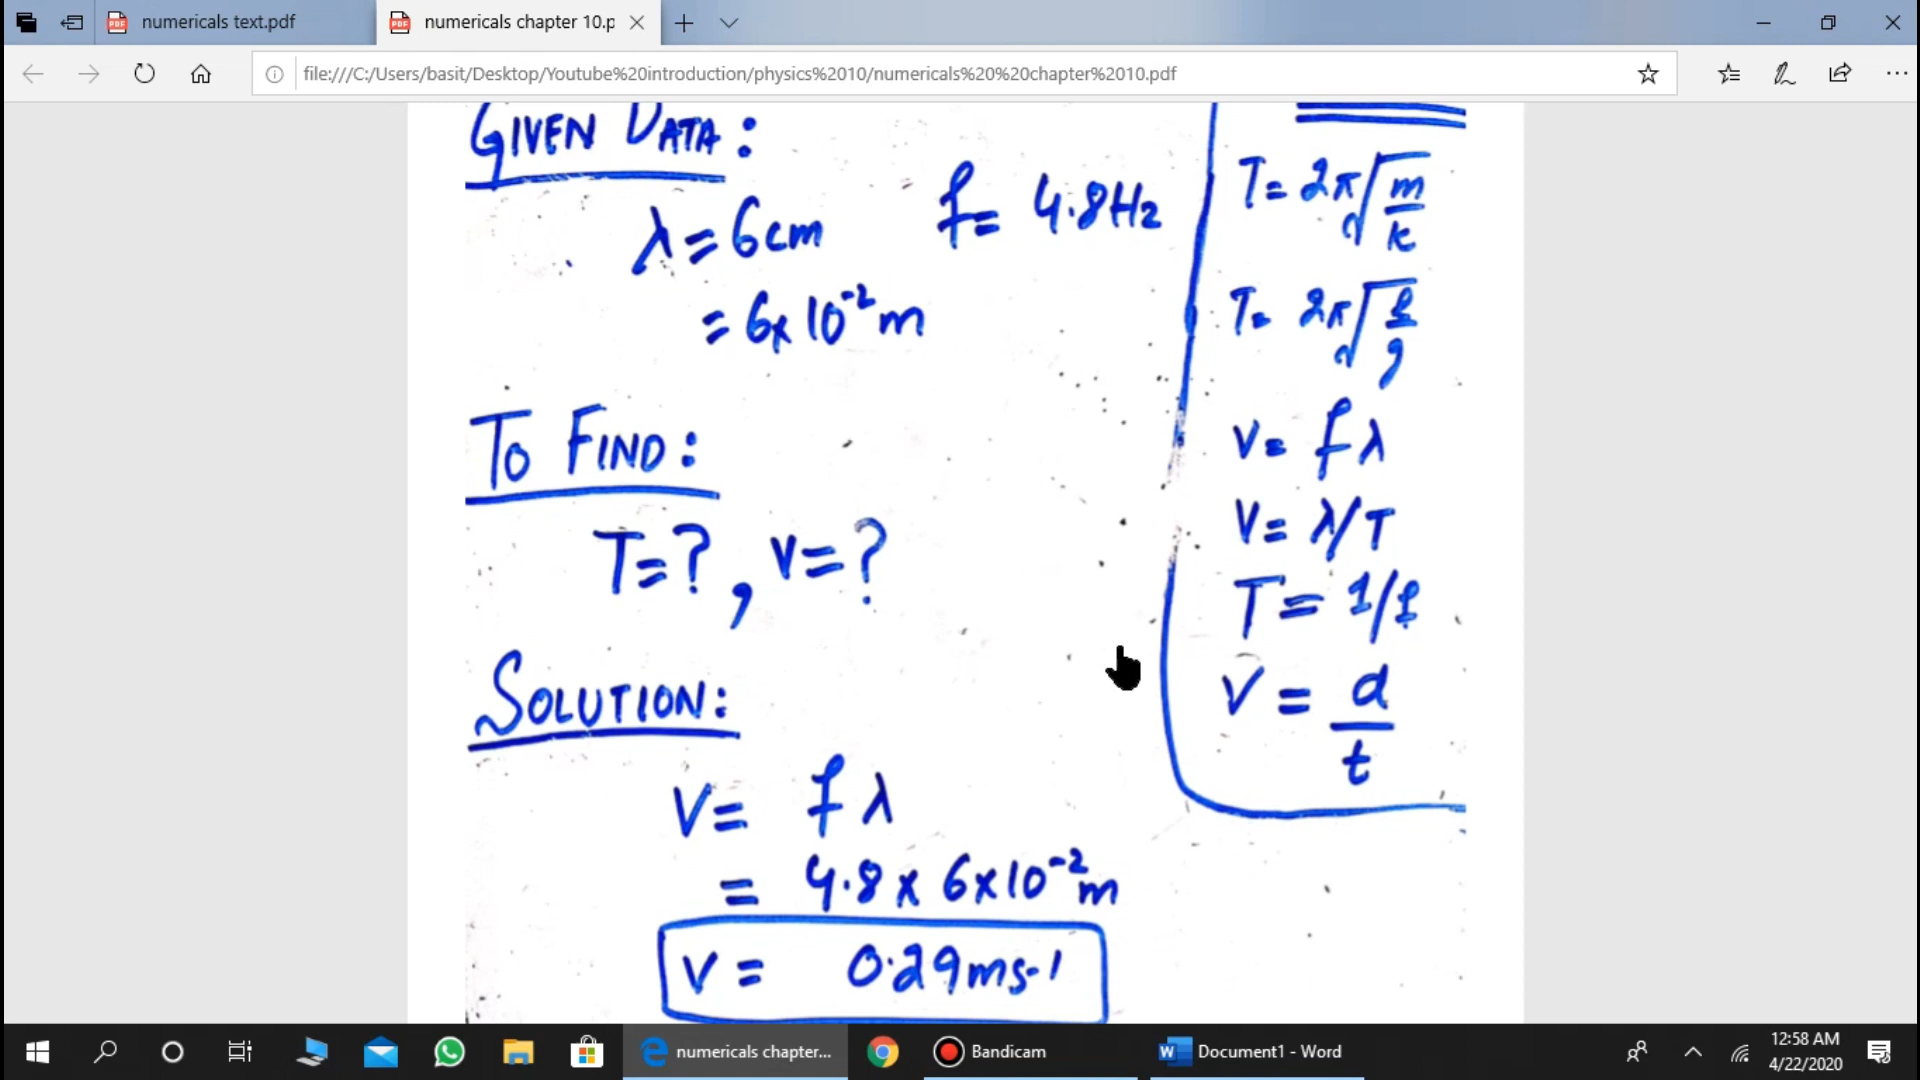 numericals text.pdf
numericals chapter 10.p
file:///C:/Users/basit/Desktop/Youtube%20introduction/physics%2010/numericals%20%20chapter%2010.pdf
GIVEN DATA:
λ = 6cm
f = 4.8Hz
= 6x10⁻² m
TO FIND:
T=? , v=?
SOLUTION:
V= fλ
= 4.8 x 6x10⁻² m
V = 0.29ms-1
T= 2π√m/k
T= 2π√l/g
V= fλ
V= λ/T
T= 1/f
V = d/t
numericals chapter...
Bandicam
Document1 - Word
12:58 AM
4/22/2020